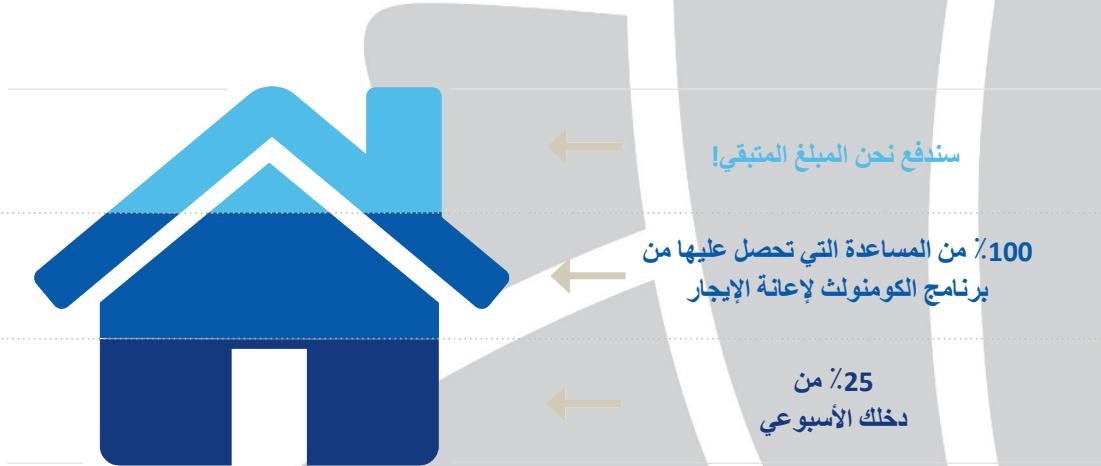 سندفع نحن المبلغ المتبقي!
100٪ من المساعدة التي تحصل عليها من
برنامج الكومنولث لإعانة الإيجار
25٪ من
دخلك الأسبوعي